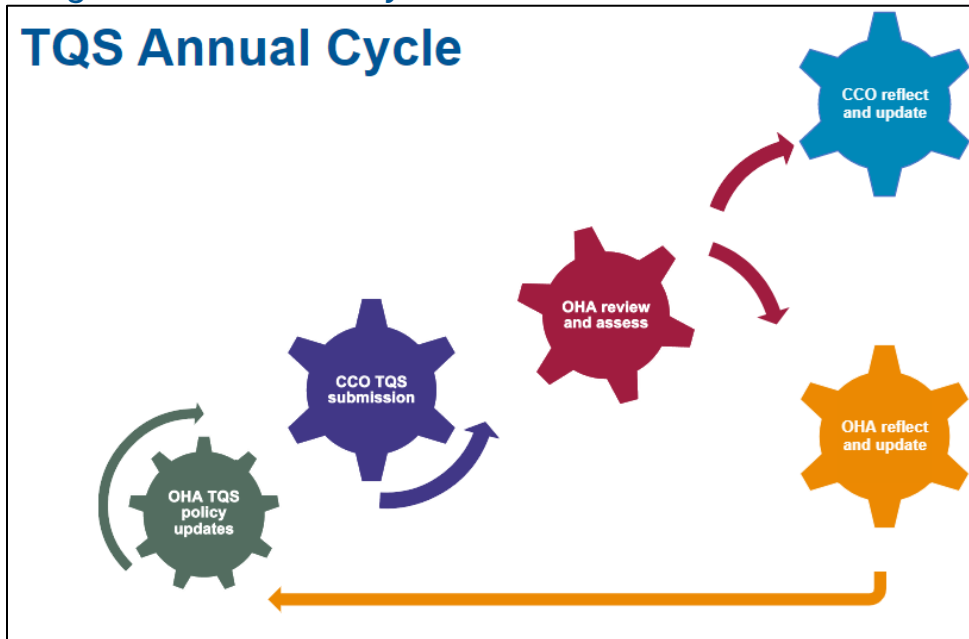 TQS Annual Cycle
CCO reflect
and update
OHA review
and assess
CCO TQS
submission
OHA reflect
and update
OHA TQS
policy
updates